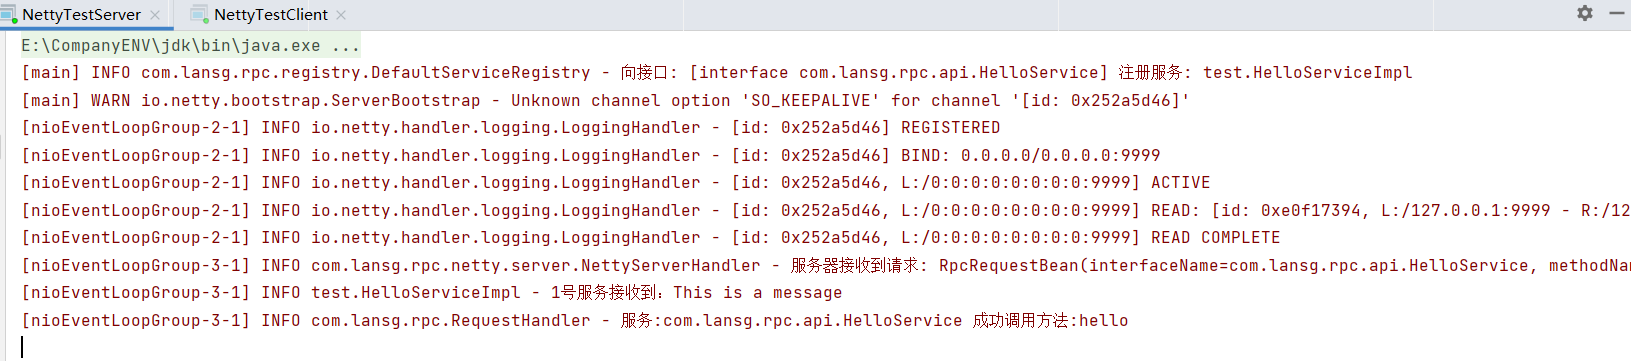 NettyTestServer × NettyTestClient ×
E:\CompanyENV\jdk\bin\java.exe ...
[main] INFO com.lansg.rpc.registry.DefaultServiceRegistry - 向接口: [interface com.lansg.rpc.api.HelloService] 注册服务: test.HelloServiceImpl
[main] WARN io.netty.bootstrap.ServerBootstrap - Unknown channel option 'SO_KEEPALIVE' for channel '[id: 0x252a5d46]'
[nioEventLoopGroup-2-1] INFO io.netty.handler.logging.LoggingHandler - [id: 0x252a5d46] REGISTERED
[nioEventLoopGroup-2-1] INFO io.netty.handler.logging.LoggingHandler - [id: 0x252a5d46] BIND: 0.0.0.0/0.0.0.0:9999
[nioEventLoopGroup-2-1] INFO io.netty.handler.logging.LoggingHandler - [id: 0x252a5d46, L:/0:0:0:0:0:0:0:0:9999] ACTIVE
[nioEventLoopGroup-2-1] INFO io.netty.handler.logging.LoggingHandler - [id: 0x252a5d46, L:/0:0:0:0:0:0:0:0:9999] READ: [id: 0xe0f17394, L:/127.0.0.1:9999 - R:/12
[nioEventLoopGroup-2-1] INFO io.netty.handler.logging.LoggingHandler - [id: 0x252a5d46, L:/0:0:0:0:0:0:0:0:9999] READ COMPLETE
[nioEventLoopGroup-3-1] INFO com.lansg.rpc.netty.server.NettyServerHandler - 服务器接收到请求: RpcRequestBean(interfaceName=com.lansg.rpc.api.HelloService, methodNam
[nioEventLoopGroup-3-1] INFO test.HelloServiceImpl - 1号服务接收到：This is a message
[nioEventLoopGroup-3-1] INFO com.lansg.rpc.RequestHandler - 服务:com.lansg.rpc.api.HelloService 成功调用方法:hello